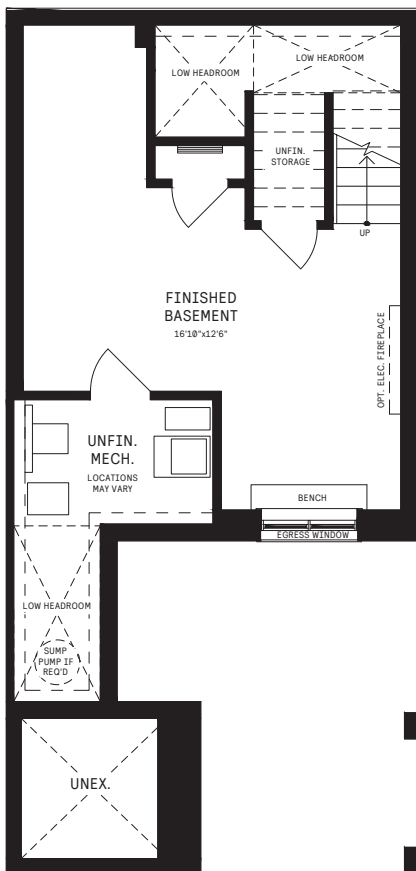 LOW HEADROOM
LOW HEADROOM
UNFIN.
STORAGE
UP
FINISHED
BASEMENT
16'10"x12'6"
OPT. ELEC. FIREPLACE
UNFIN.
MECH.
LOCATIONS
MAY VARY
BENCH
EGRESS WINDOW
LOW HEADROOM
SUMP
PUMP IF
REQ'D
UNEX.